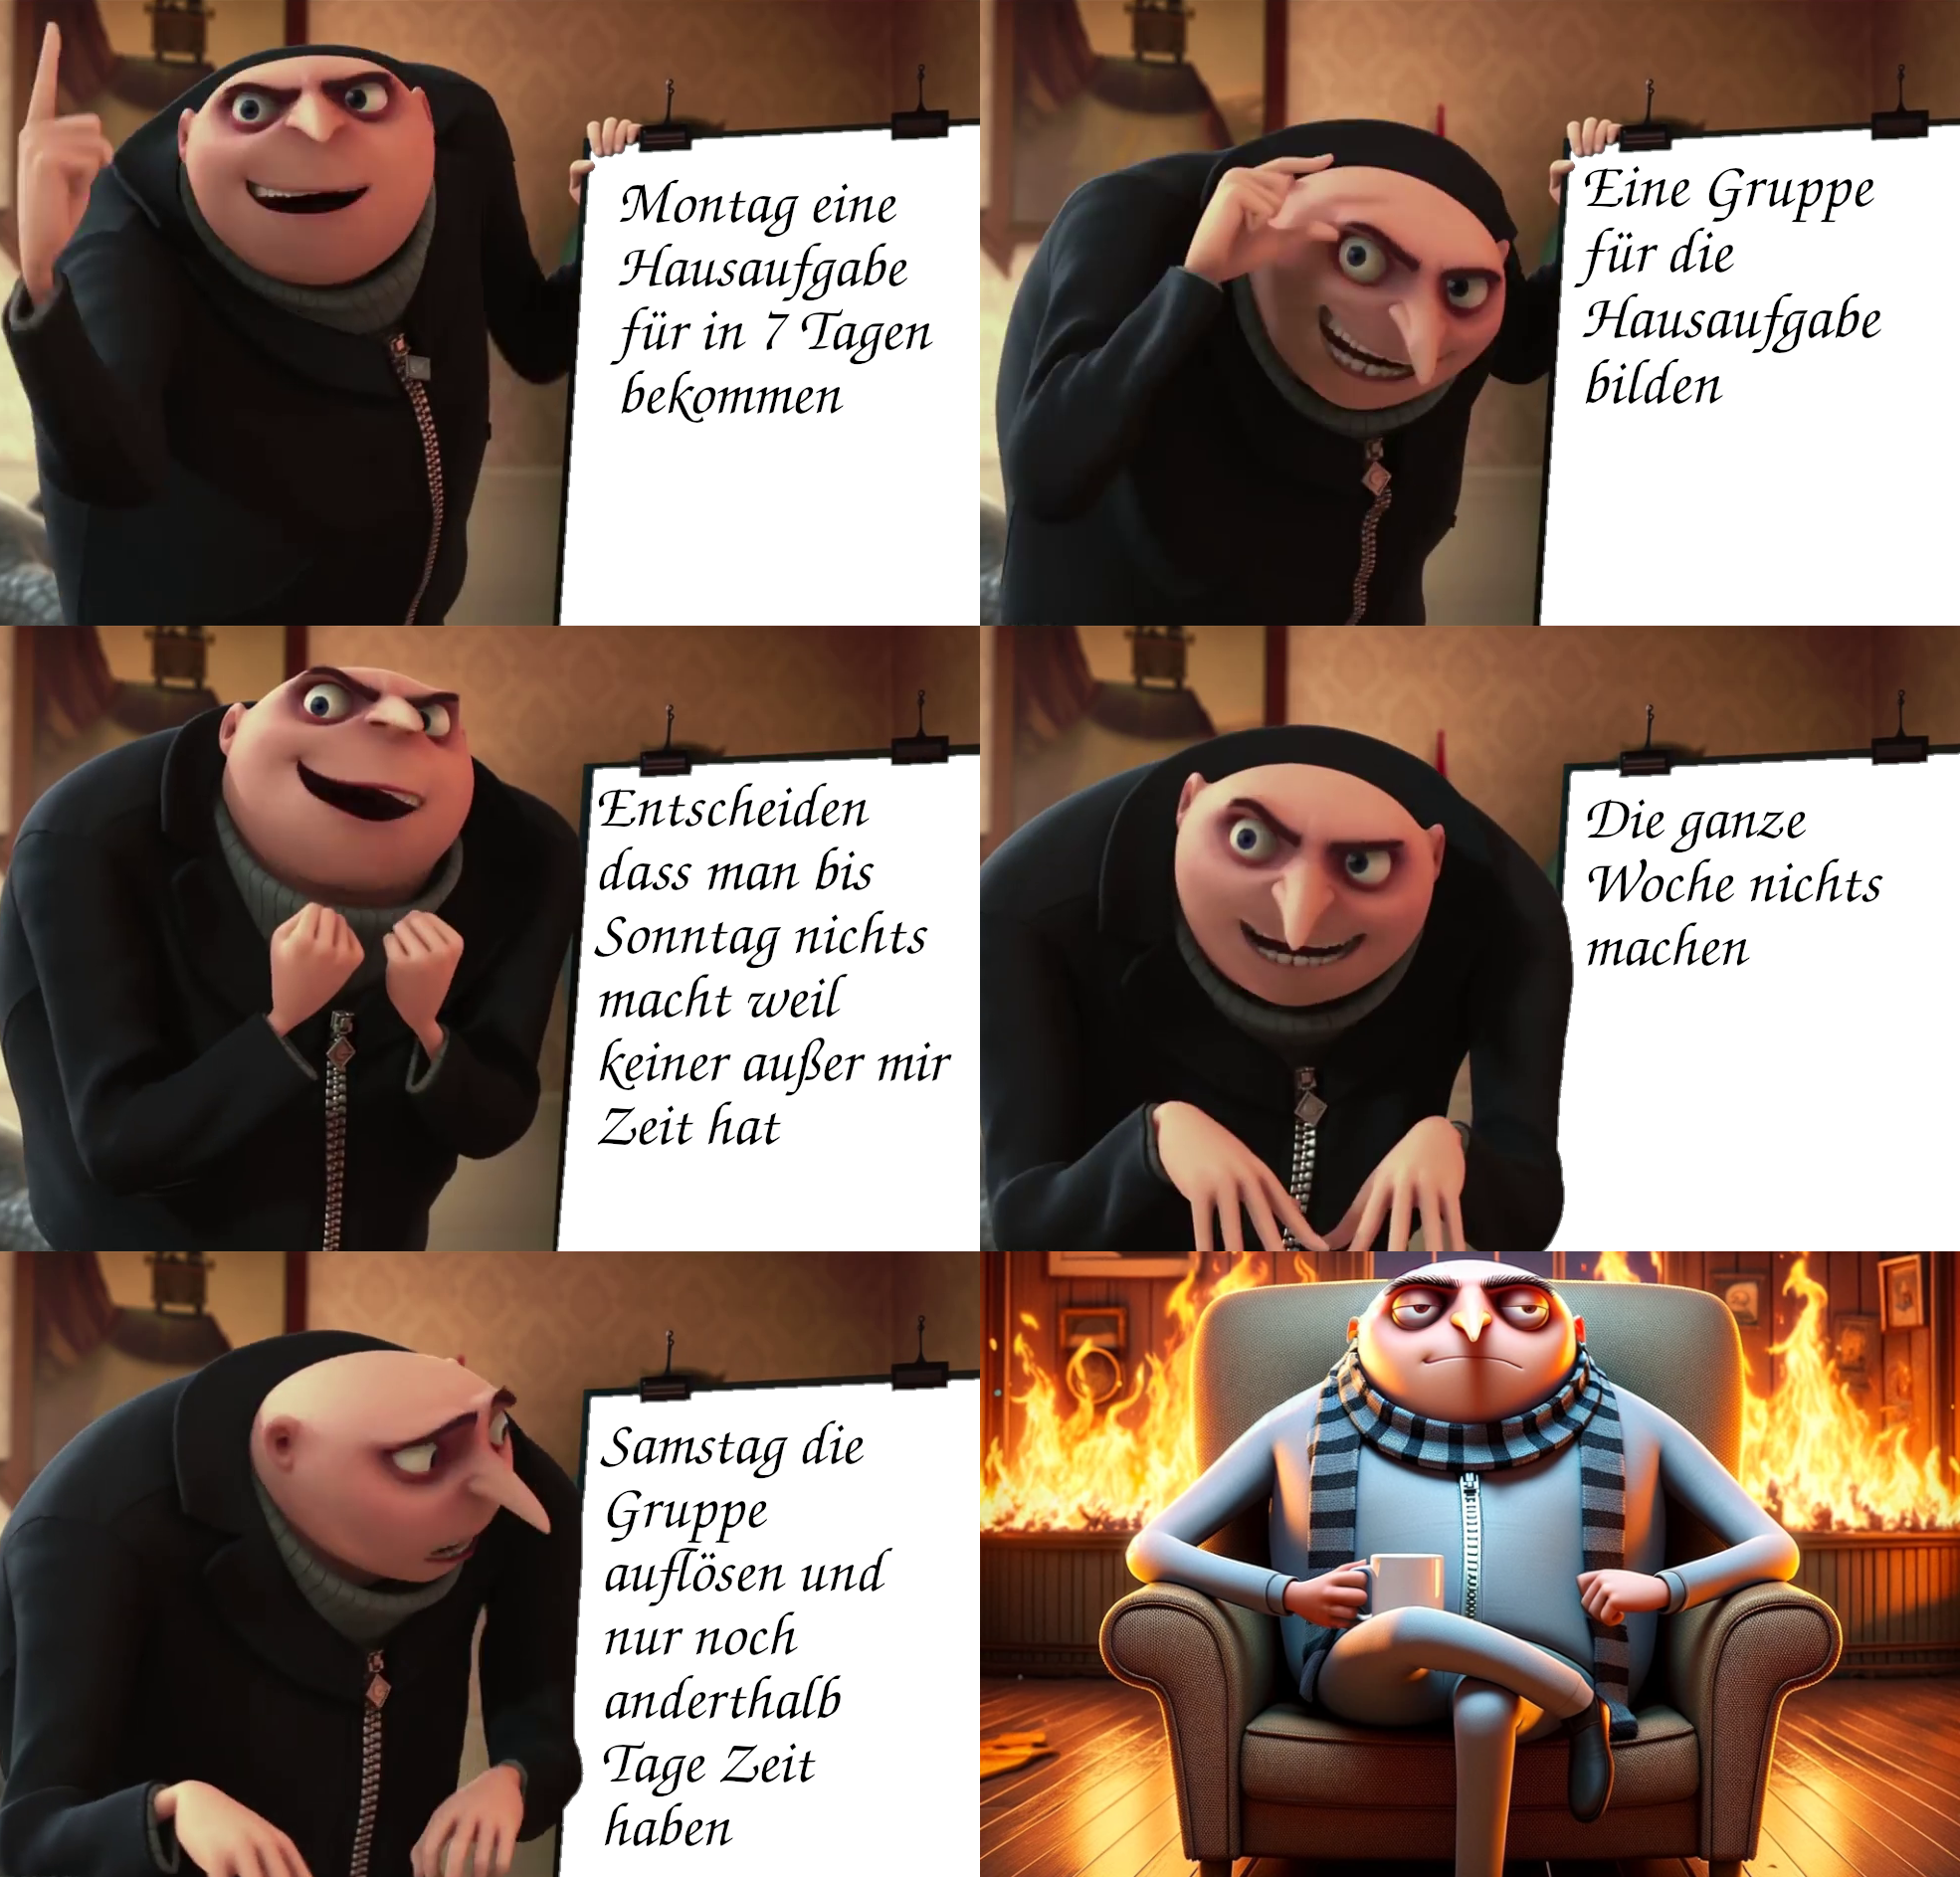 Montag eine
Hausaufgabe
für in 7 Tagen
bekommen
Eine Gruppe
für die
Hausaufgabe
bilden
Entscheiden
dass man bis
Sonntag nichts
macht weil
keiner außer mir
Zeit hat
Die ganze
Woche nichts
machen
Samstag die
Gruppe
auflösen und
nur noch
anderthalb
Tage Zeit
haben